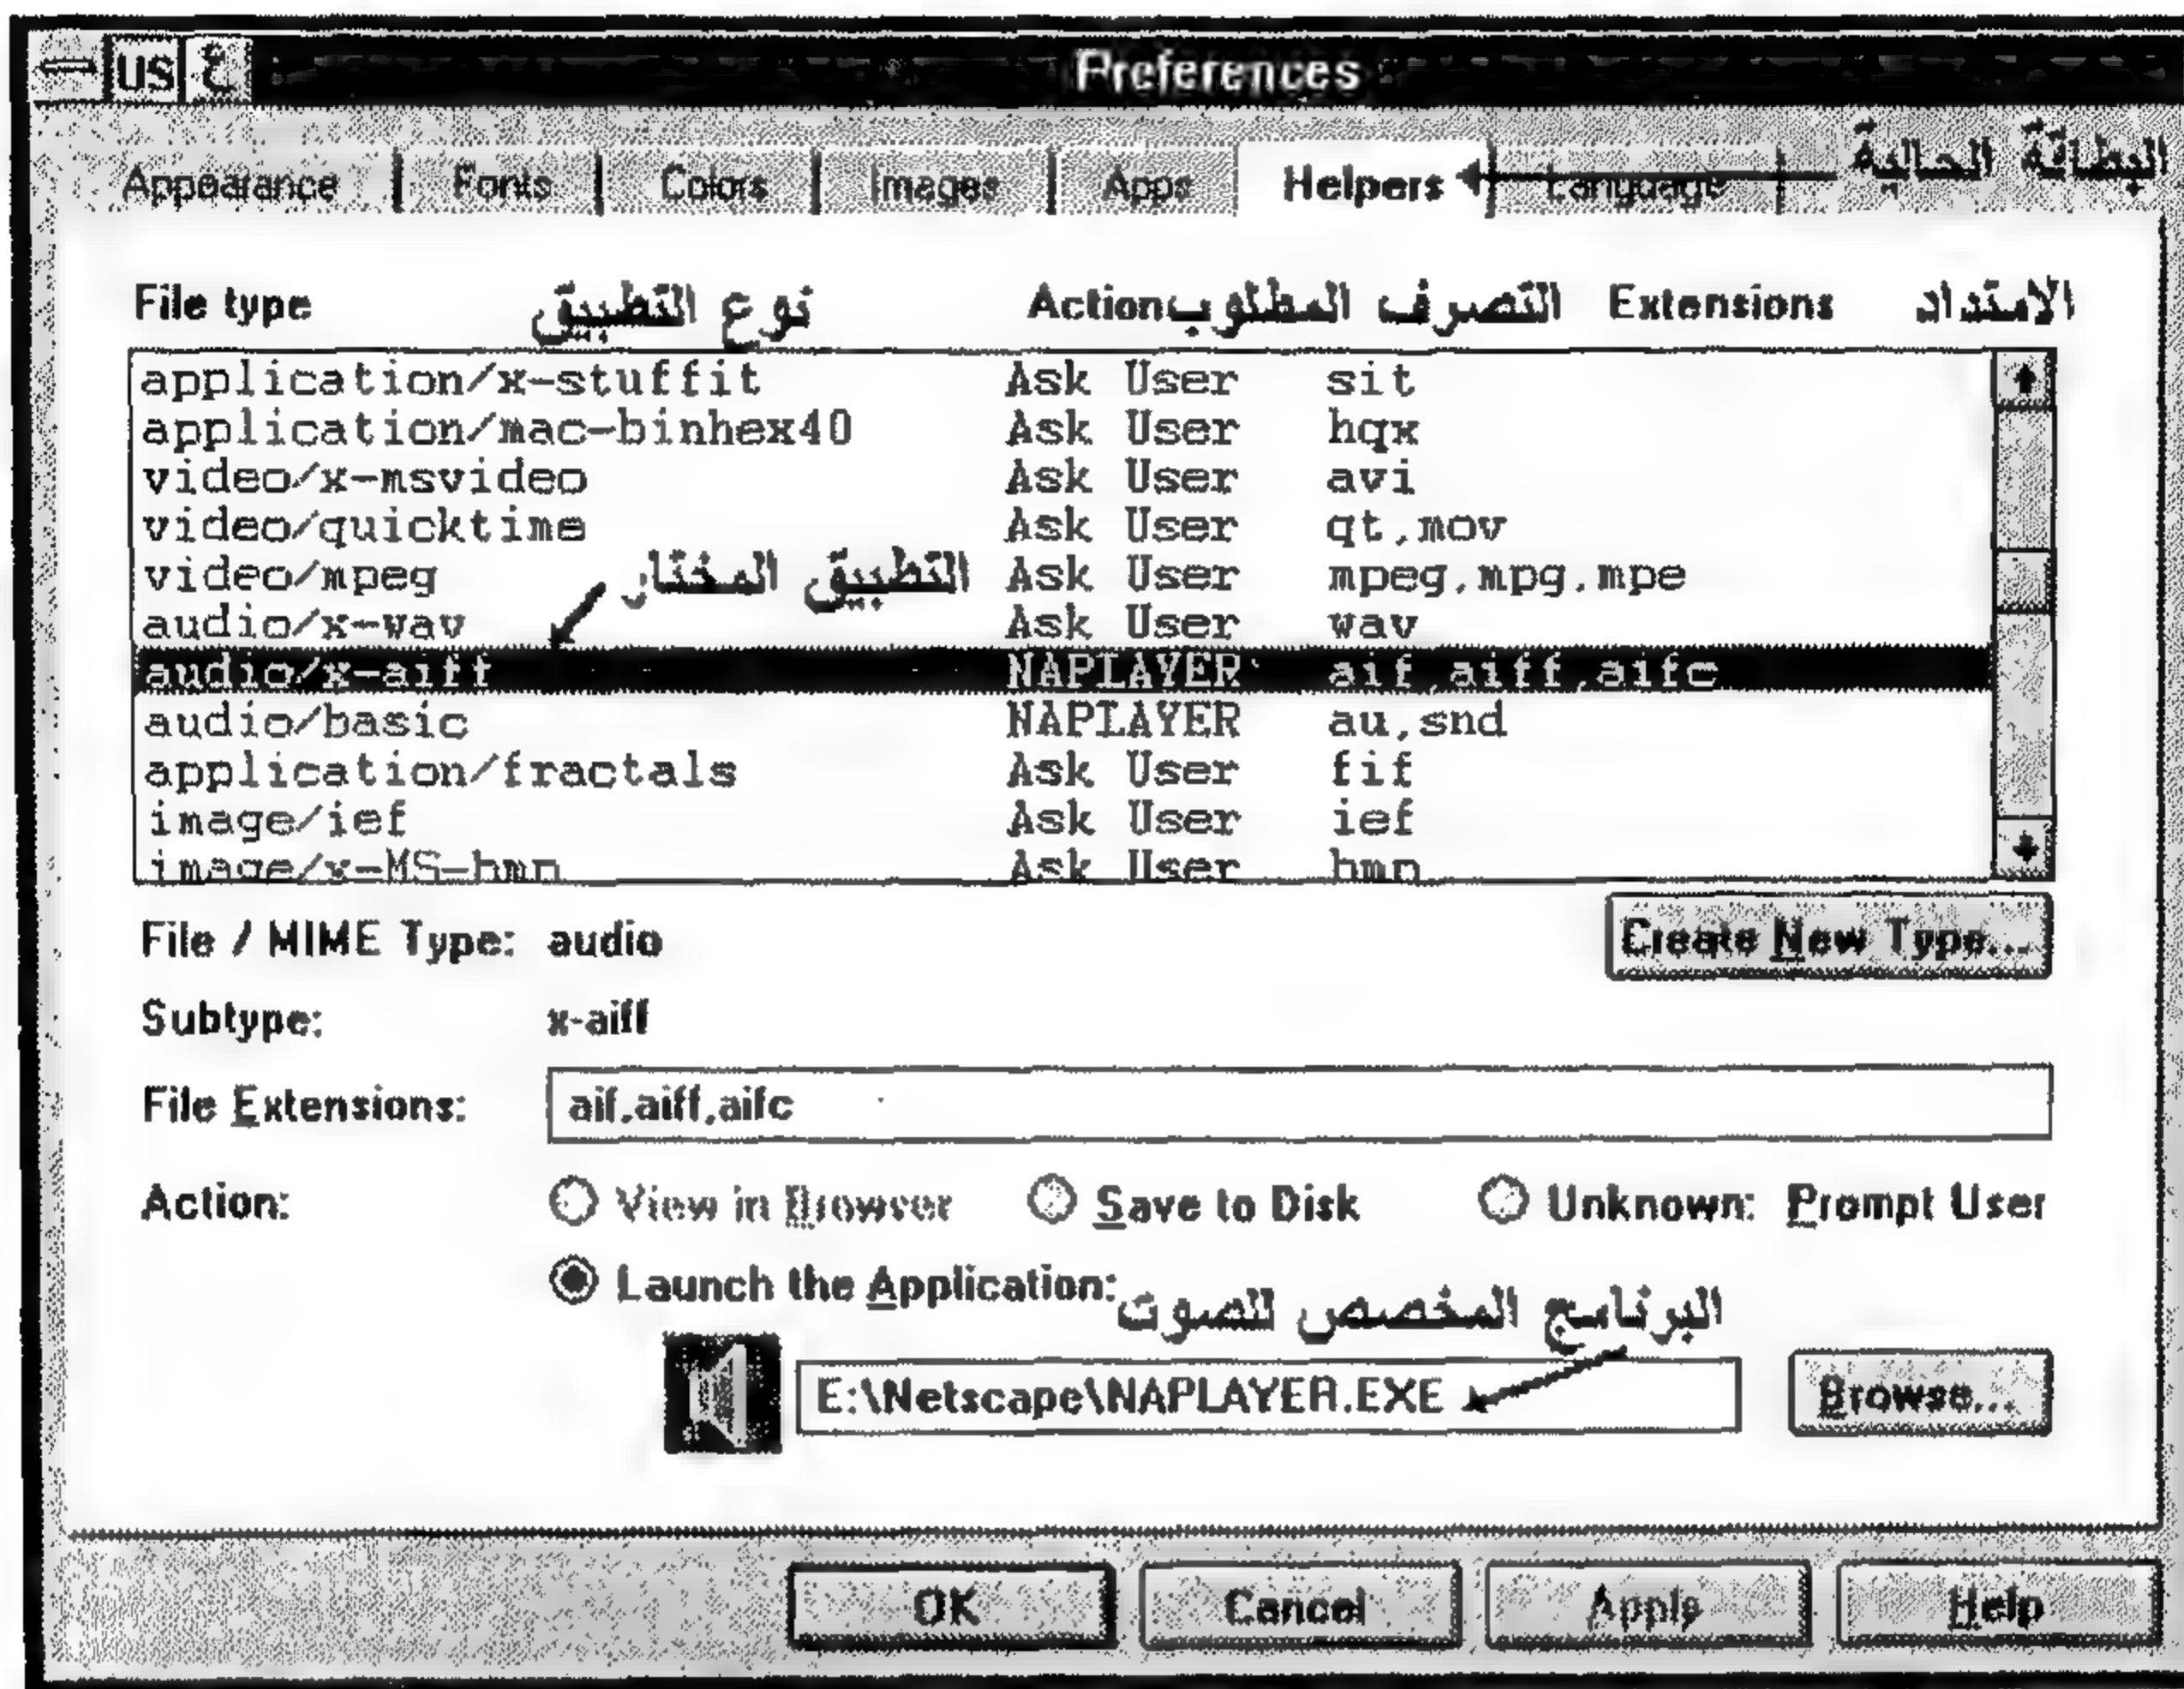 US ع Preferences
Appearance Fonts Colors Images Apps Helpers Language البطاقة الحالية
File type نوع التطبيق Action التصرف المطلوب Extensions الامتداد
application/x-stuffit Ask User sit
application/mac-binhex40 Ask User hqx
video/x-msvideo Ask User avi
video/quicktime Ask User qt,mov
video/mpeg التطبيق المختار Ask User mpeg,mpg,mpe
audio/x-wav Ask User wav
audio/x-aiff NAPLAYER aif,aiff,aifc
audio/basic NAPLAYER au,snd
application/fractals Ask User fif
image/ief Ask User ief
image/x-MS-bmp Ask User bmp
File / MIME Type: audio Create New Type...
Subtype: x-aiff
File Extensions: aif,aiff,aifc
Action: View in Browser Save to Disk Unknown: Prompt User
Launch the Application: البرنامج المخصص للصوت
E:\Netscape\NAPLAYER.EXE Browse...
OK Cancel Apply Help